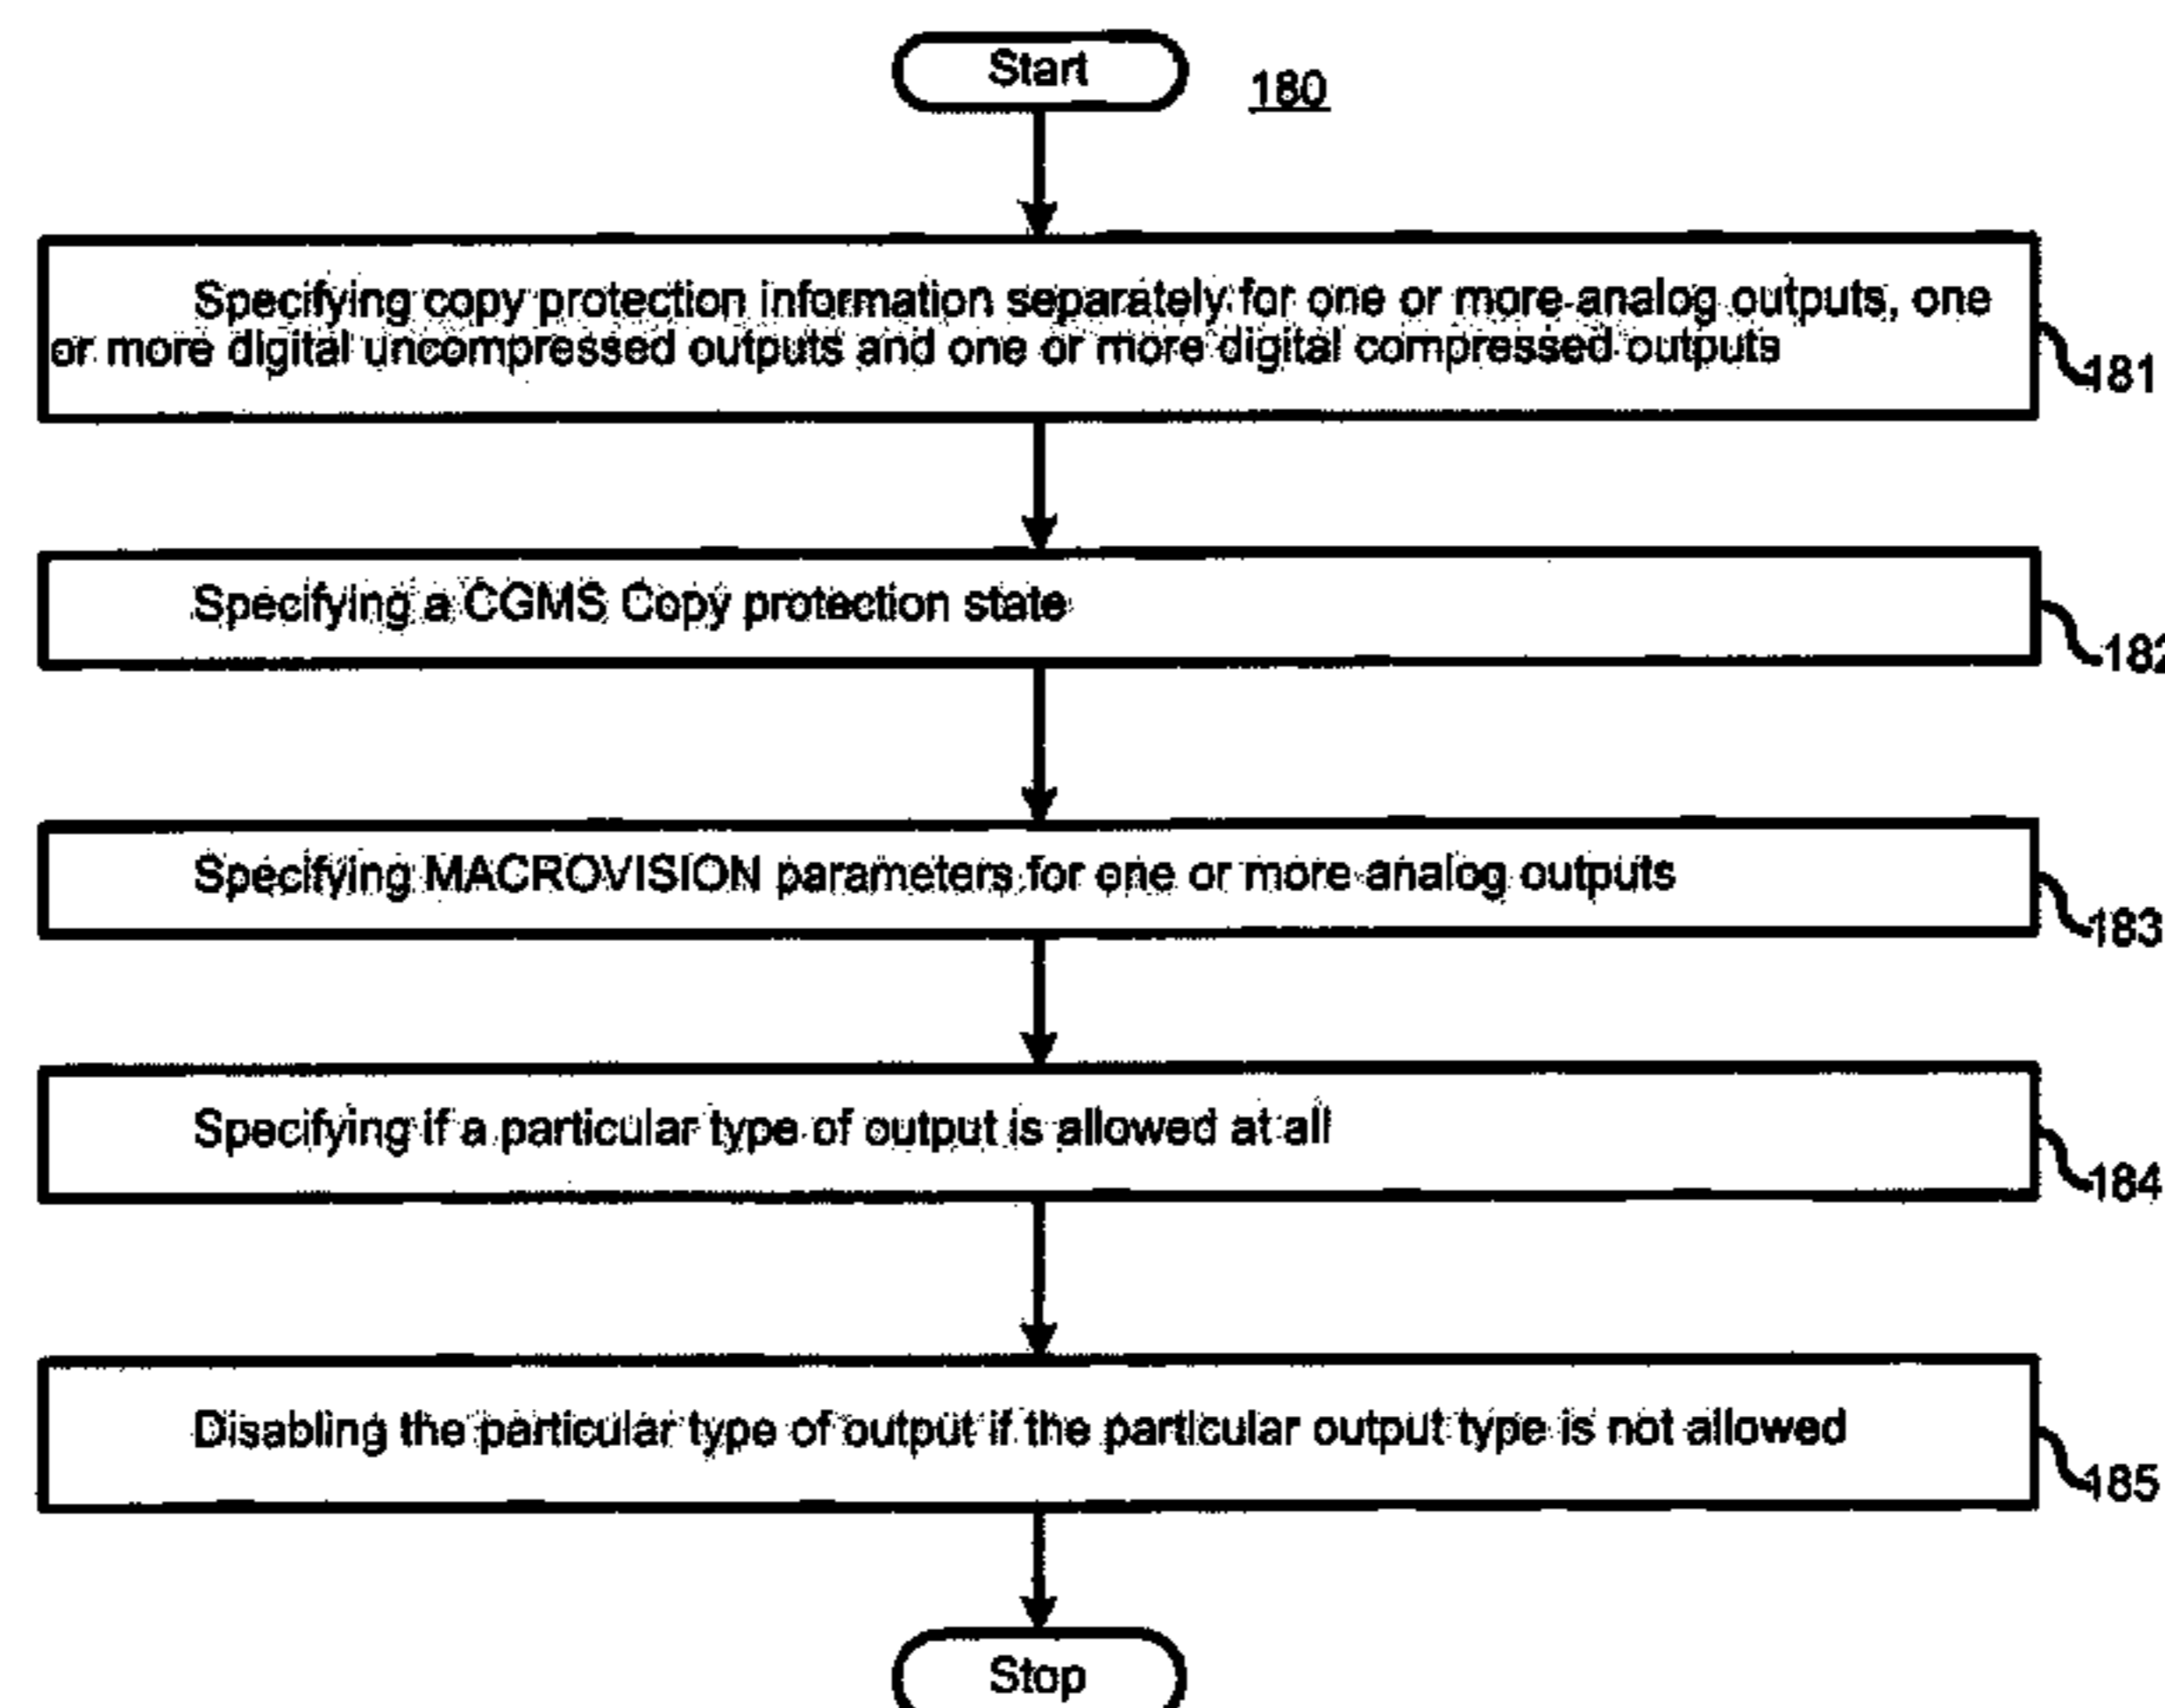 Start
180
Specifying copy protection information separately for one or more analog outputs, one
or more digital uncompressed outputs and one or more digital compressed outputs
181
Specifying a CGMS Copy protection state
182
Specifying MACROVISION parameters for one or more analog outputs
183
Specifying if a particular type of output is allowed at all
184
Disabling the particular type of output if the particular output type is not allowed
185
Stop